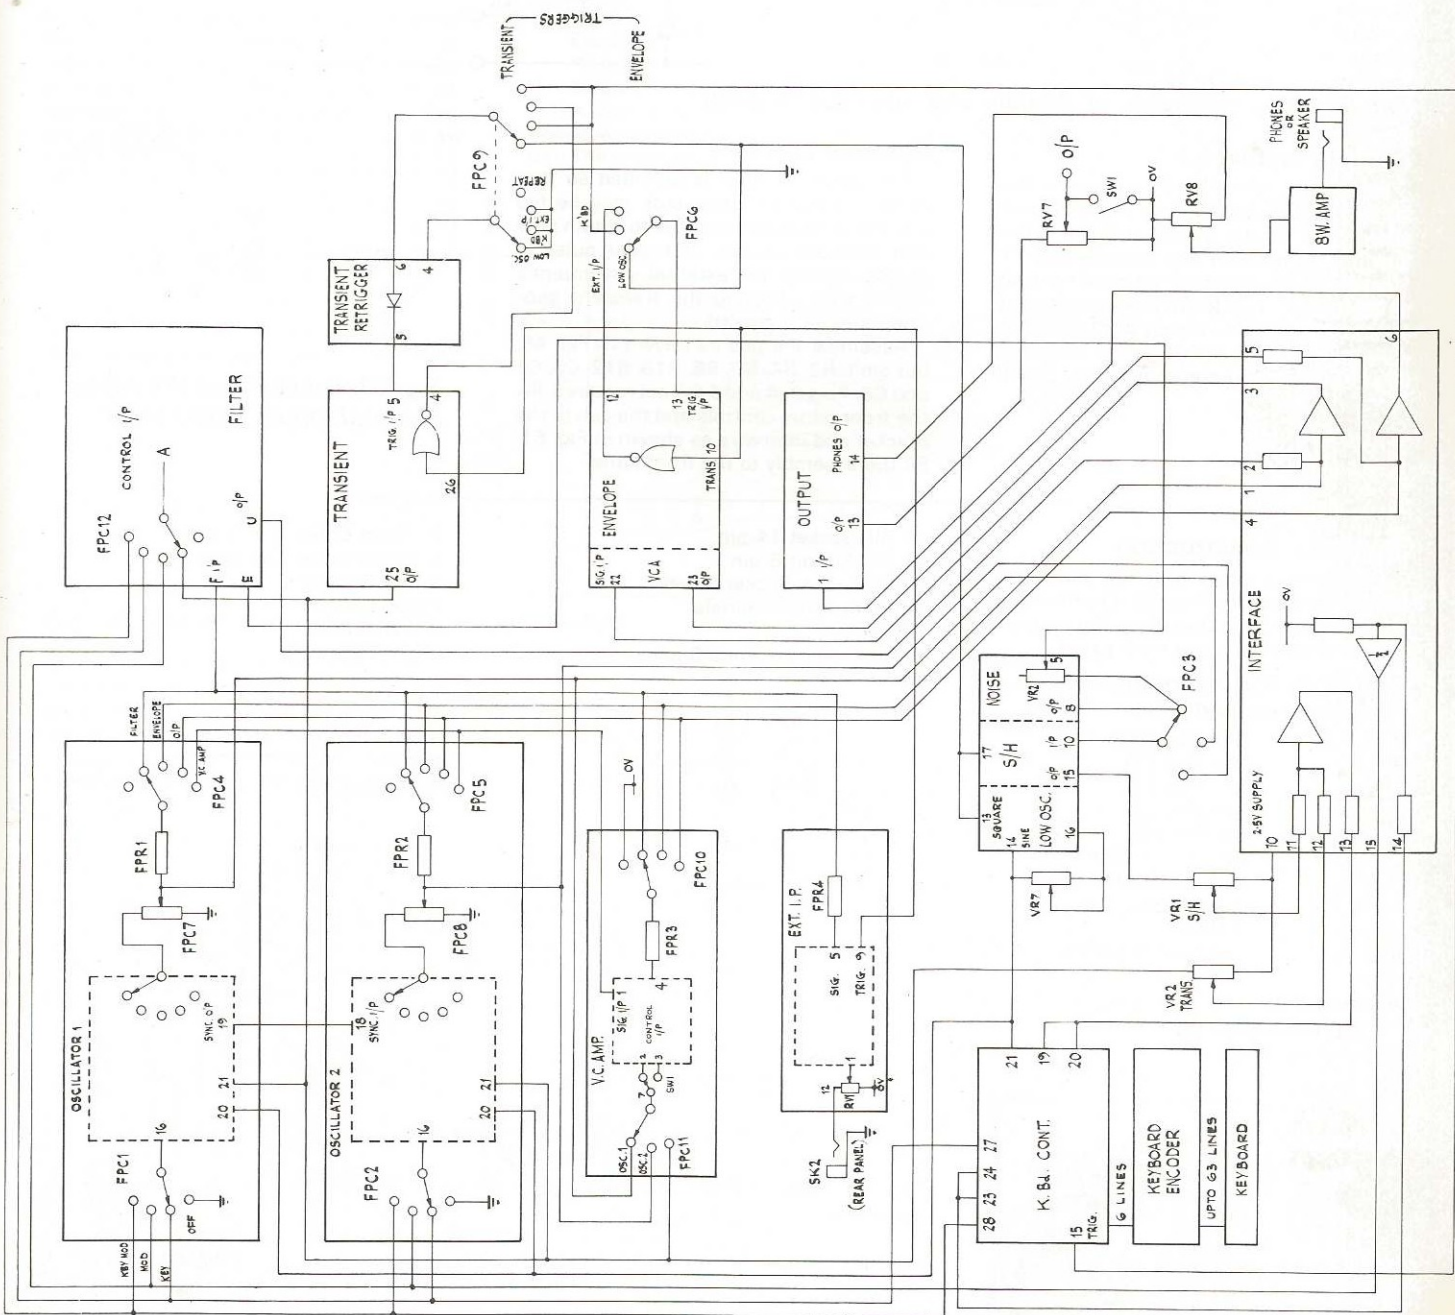 TRIGGERS
TRANSIENT
ENVELOPE
FPC9
REPEAT
EXT. I/P
K'BD
LOW OSC.
TRANSIENT
RETRIGGER
5
6
4
K'BD
EXT. I/P
LOW OSC.
FPC6
FPC12
CONTROL I/P
A
FILTER
F I/P
E
U O/P
TRANSIENT
TRIG. I/P 5
4
26
25
O/P
ENVELOPE
12
13
TRIG.
I/P
TRANS 10
SIG. I/P
22
VCA
23
O/P
OUTPUT
1 I/P
O/P
13
PHONES O/P
14
RV7
O/P
SW1
0V
RV8
8W. AMP
PHONES
OR
SPEAKER
OSCILLATOR 1
FPC1
KEY MOD
MOD
KEY
OFF
16
20
21
SYNC. O/P
19
FPC7
FPR1
FILTER
ENVELOPE
O/P
V.C AMP
FPC4
OSCILLATOR 2
FPC2
16
20
21
18
SYNC. I/P
FPC8
FPR2
FPC5
V.C. AMP.
OSC.1
OSC.2
FPC11
7
2
3
SW1
SIG. I/P 1
CONTROL
I/P
4
FPR3
FPC10
0V
EXT. I.P.
SIG. 5
TRIG. 9
FPR4
1
12
RV1
0V
SK2
(REAR PANEL)
NOISE
VR2
5
O/P
8
17
S/H
I/P
10
O/P
15
13
SQUARE
14
SINE
LOW OSC.
16
FPC3
VR7
VR1
S/H
VR2
TRANS.
INTERFACE
2·5V SUPPLY
0V
1
2
3
4
5
6
10
11
12
13
15
14
K. Bd. CONT.
21
19
20
28
23
24
27
15
TRIG.
6 LINES
KEYBOARD
ENCODER
UPTO 63 LINES
KEYBOARD